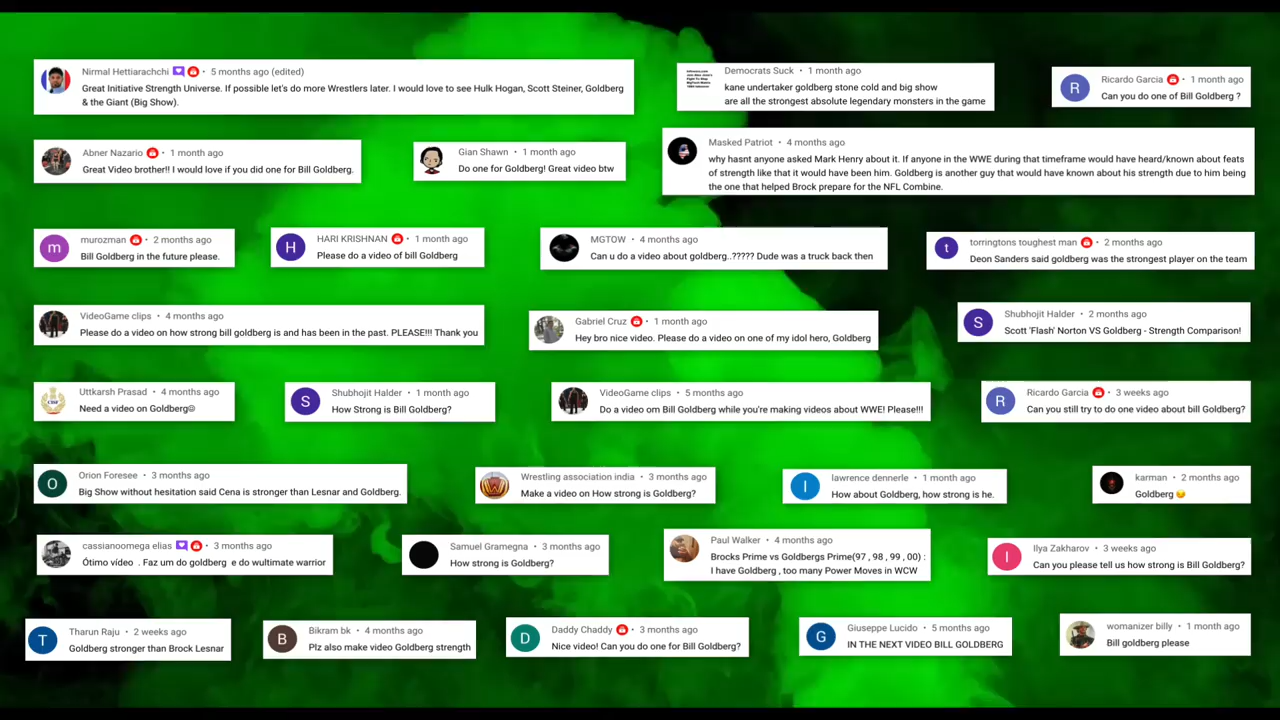 Nirmal Hettiarachchi • 5 months ago (edited)
Great Initiative Strength Universe. If possible let's do more Wrestlers later. I would love to see Hulk Hogan, Scott Steiner, Goldberg
& the Giant (Big Show).
Democrats Suck • 1 month ago
kane undertaker goldberg stone cold and big show
are all the strongest absolute legendary monsters in the game
R
Ricardo Garcia • 1 month ago
Can you do one of Bill Goldberg ?
Abner Nazario • 1 month ago
Great Video brother!! I would love if you did one for Bill Goldberg.
Gian Shawn • 1 month ago
Do one for Goldberg! Great video btw
Masked Patriot • 4 months ago
why hasnt anyone asked Mark Henry about it. If anyone in the WWE during that timeframe would have heard/known about feats
of strength like that it would have been him. Goldberg is another guy that would have known about his strength due to him being
the one that helped Brock prepare for the NFL Combine.
m
murozman • 2 months ago
Bill Goldberg in the future please.
H
HARI KRISHNAN • 1 month ago
Please do a video of bill Goldberg
MGTOW • 4 months ago
Can u do a video about goldberg..????? Dude was a truck back then
t
torringtons toughest man • 2 months ago
Deon Sanders said goldberg was the strongest player on the team
VideoGame clips • 4 months ago
Please do a video on how strong bill goldberg is and has been in the past. PLEASE!!! Thank you
Gabriel Cruz • 1 month ago
Hey bro nice video. Please do a video on one of my idol hero, Goldberg
S
Shubhojit Halder • 2 months ago
Scott 'Flash' Norton VS Goldberg - Strength Comparison!
Uttkarsh Prasad • 4 months ago
Need a video on Goldberg☺
S
Shubhojit Halder • 1 month ago
How Strong is Bill Goldberg?
VideoGame clips • 5 months ago
Do a video om Bill Goldberg while you're making videos about WWE! Please!!!
R
Ricardo Garcia • 3 weeks ago
Can you still try to do one video about bill Goldberg?
O
Orion Foresee • 3 months ago
Big Show without hesitation said Cena is stronger than Lesnar and Goldberg.
Wrestling association india • 3 months ago
Make a video on How strong is Goldberg?
l
lawrence dennerle • 1 month ago
How about Goldberg, how strong is he.
karman • 2 months ago
Goldberg 😏
cassianoomega elias • 3 months ago
Ótimo vídeo . Faz um do goldberg e do wultimate warrior
Samuel Gramegna • 3 months ago
How strong is Goldberg?
Paul Walker • 4 months ago
Brocks Prime vs Goldbergs Prime(97 , 98 , 99 , 00) :
I have Goldberg , too many Power Moves in WCW
I
Ilya Zakharov • 3 weeks ago
Can you please tell us how strong is Bill Goldberg?
T
Tharun Raju • 2 weeks ago
Goldberg stronger than Brock Lesnar
B
Bikram bk • 4 months ago
Plz also make video Goldberg strength
D
Daddy Chaddy • 3 months ago
Nice video! Can you do one for Bill Goldberg?
G
Giuseppe Lucido • 5 months ago
IN THE NEXT VIDEO BILL GOLDBERG
womanizer billy • 1 month ago
Bill goldberg please